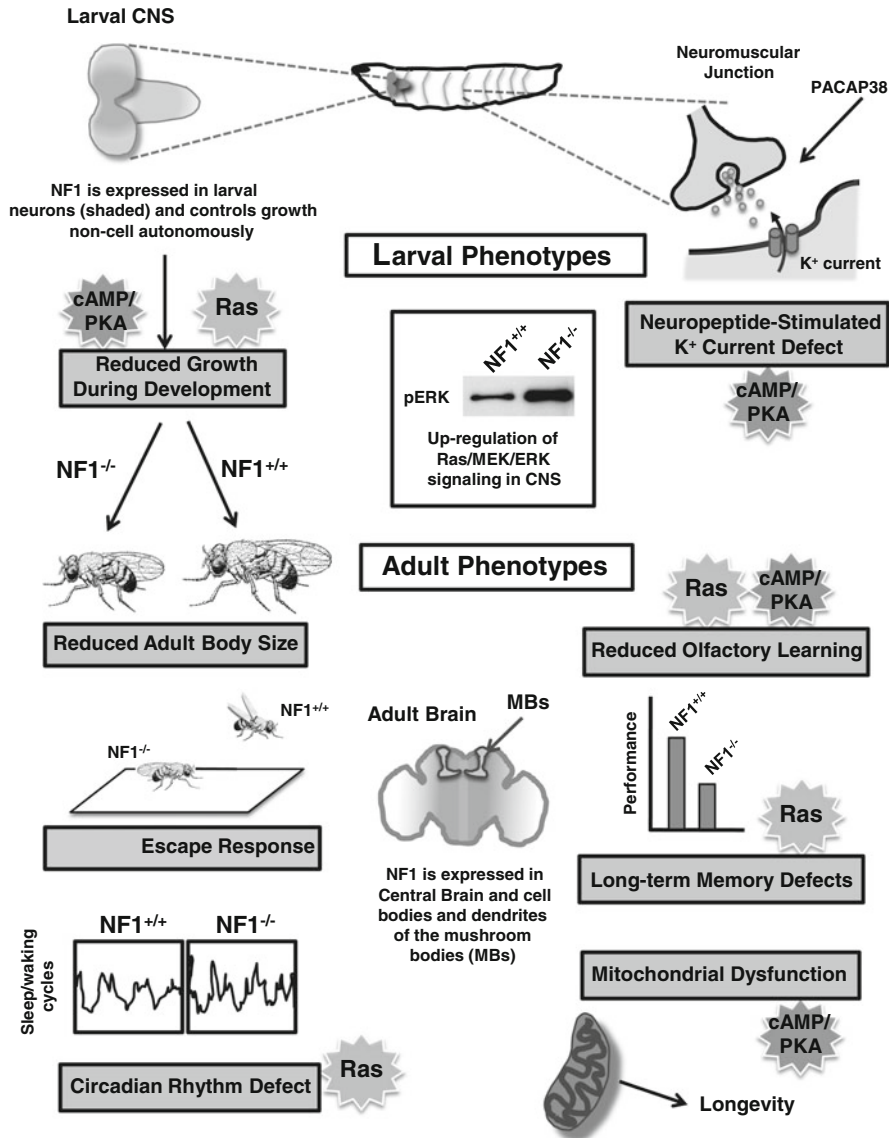 Larval CNS
Neuromuscular
Junction
PACAP38
K⁺ current
NF1 is expressed in larval
neurons (shaded) and controls growth
non-cell autonomously
Larval Phenotypes
cAMP/
PKA
Ras
Reduced Growth
During Development
NF1⁻/⁻
NF1⁺/⁺
NF1⁺/⁺
NF1⁻/⁻
pERK
Up-regulation of
Ras/MEK/ERK
signaling in CNS
Neuropeptide-Stimulated
K⁺ Current Defect
cAMP/
PKA
Adult Phenotypes
Reduced Adult Body Size
Ras
cAMP/
PKA
Reduced Olfactory Learning
NF1⁺/⁺
NF1⁻/⁻
Escape Response
Adult Brain
MBs
NF1 is expressed in
Central Brain and cell
bodies and dendrites
of the mushroom
bodies (MBs)
Performance
NF1⁺/⁺
NF1⁻/⁻
Ras
Long-term Memory Defects
NF1⁺/⁺
NF1⁻/⁻
Sleep/waking
cycles
Circadian Rhythm Defect
Ras
Mitochondrial Dysfunction
cAMP/
PKA
Longevity